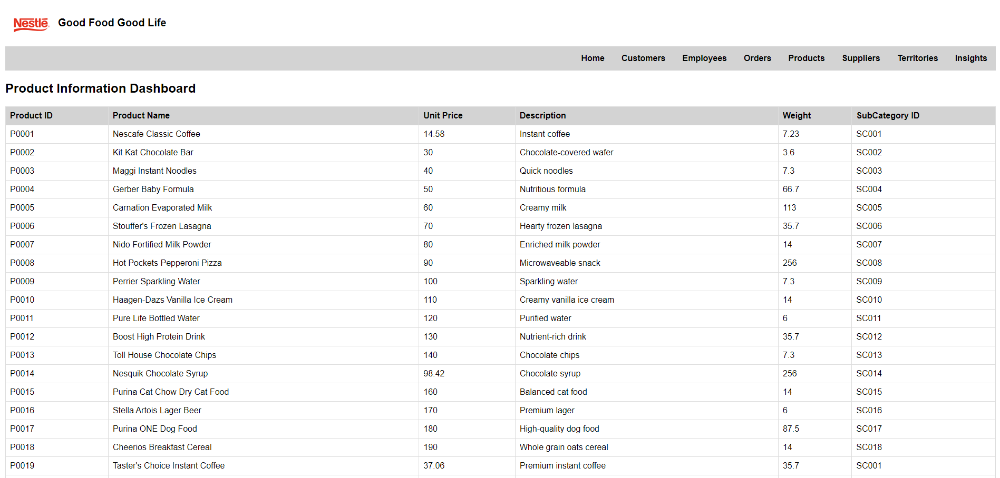 Nestlé Good Food Good Life
Home Customers Employees Orders Products Suppliers Territories Insights
Product Information Dashboard
Product ID Product Name Unit Price Description Weight SubCategory ID
P0001 Nescafe Classic Coffee 14.58 Instant coffee 7.23 SC001
P0002 Kit Kat Chocolate Bar 30 Chocolate-covered wafer 3.6 SC002
P0003 Maggi Instant Noodles 40 Quick noodles 7.3 SC003
P0004 Gerber Baby Formula 50 Nutritious formula 66.7 SC004
P0005 Carnation Evaporated Milk 60 Creamy milk 113 SC005
P0006 Stouffer's Frozen Lasagna 70 Hearty frozen lasagna 35.7 SC006
P0007 Nido Fortified Milk Powder 80 Enriched milk powder 14 SC007
P0008 Hot Pockets Pepperoni Pizza 90 Microwaveable snack 256 SC008
P0009 Perrier Sparkling Water 100 Sparkling water 7.3 SC009
P0010 Haagen-Dazs Vanilla Ice Cream 110 Creamy vanilla ice cream 14 SC010
P0011 Pure Life Bottled Water 120 Purified water 6 SC011
P0012 Boost High Protein Drink 130 Nutrient-rich drink 35.7 SC012
P0013 Toll House Chocolate Chips 140 Chocolate chips 7.3 SC013
P0014 Nesquik Chocolate Syrup 98.42 Chocolate syrup 256 SC014
P0015 Purina Cat Chow Dry Cat Food 160 Balanced cat food 14 SC015
P0016 Stella Artois Lager Beer 170 Premium lager 6 SC016
P0017 Purina ONE Dog Food 180 High-quality dog food 87.5 SC017
P0018 Cheerios Breakfast Cereal 190 Whole grain oats cereal 14 SC018
P0019 Taster's Choice Instant Coffee 37.06 Premium instant coffee 35.7 SC001